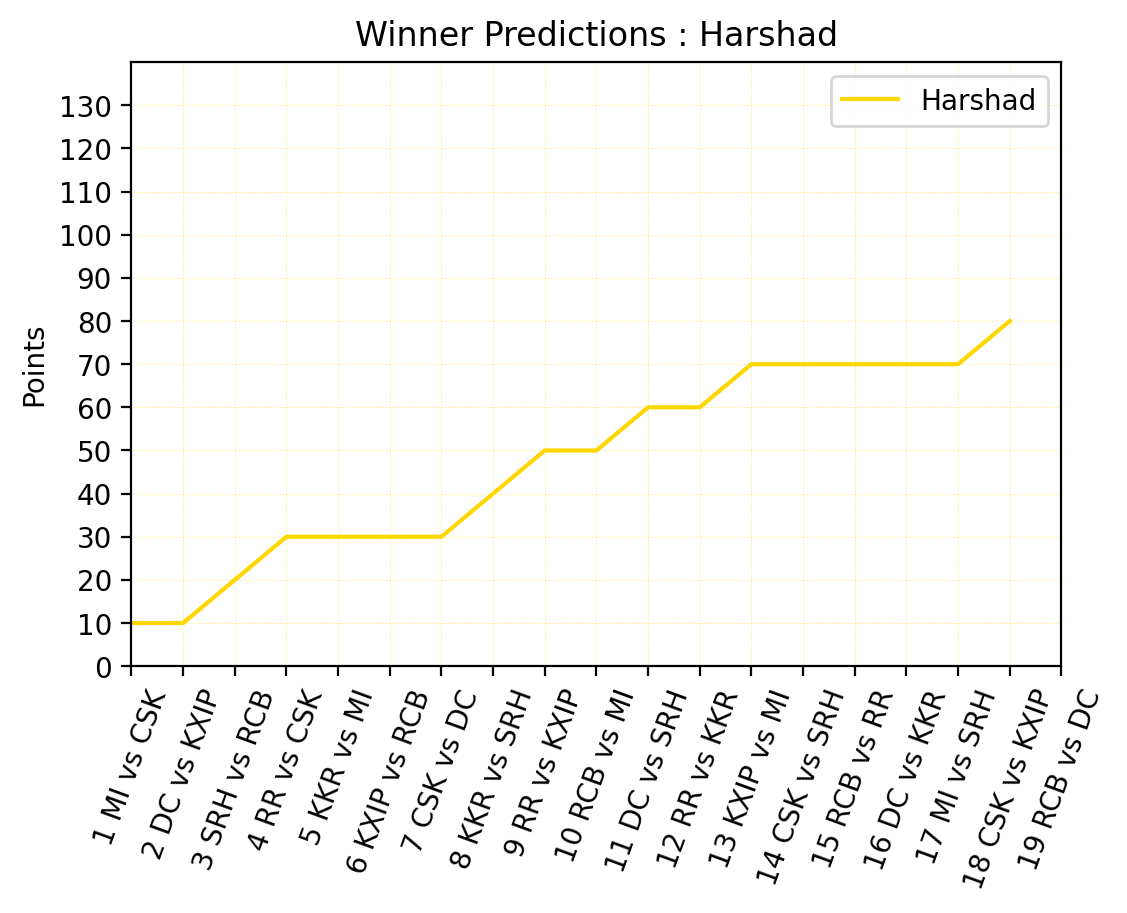 Winner Predictions : Harshad
Harshad
Points
130
120
110
100
90
80
70
60
50
40
30
20
10
0
1 MI vs CSK
2 DC vs KXIP
3 SRH vs RCB
4 RR vs CSK
5 KKR vs MI
6 KXIP vs RCB
7 CSK vs DC
8 KKR vs SRH
9 RR vs KXIP
10 RCB vs MI
11 DC vs SRH
12 RR vs KKR
13 KXIP vs MI
14 CSK vs SRH
15 RCB vs RR
16 DC vs KKR
17 MI vs SRH
18 CSK vs KXIP
19 RCB vs DC